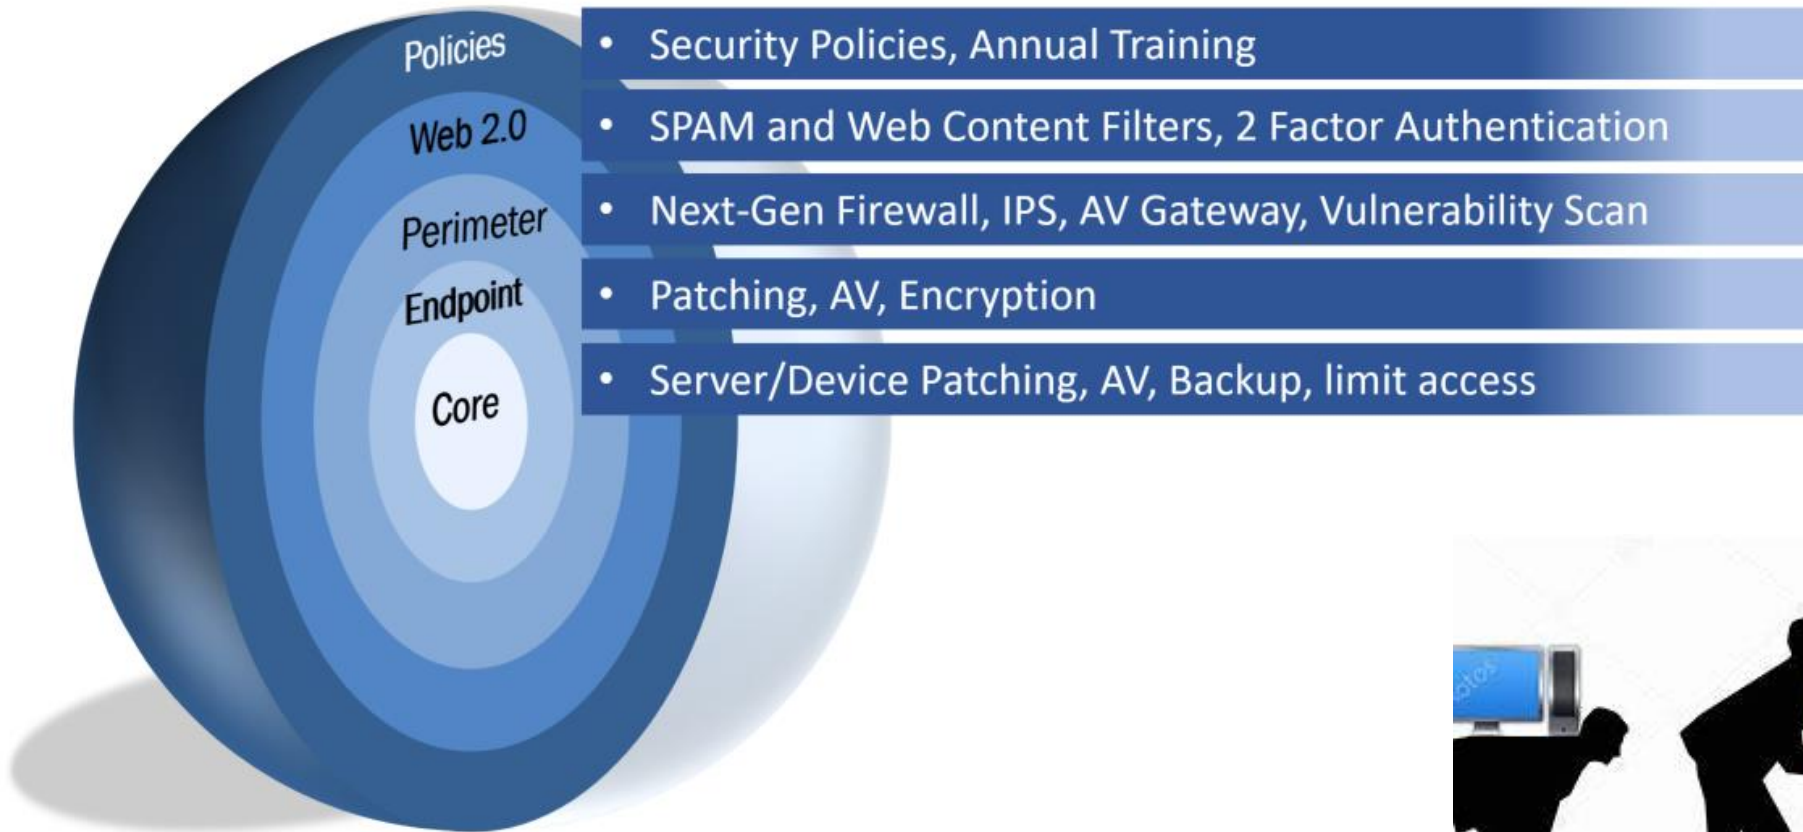 Policies
• Security Policies, Annual Training
Web 2.0
• SPAM and Web Content Filters, 2 Factor Authentication
Perimeter
• Next-Gen Firewall, IPS, AV Gateway, Vulnerability Scan
Endpoint
• Patching, AV, Encryption
Core
• Server/Device Patching, AV, Backup, limit access